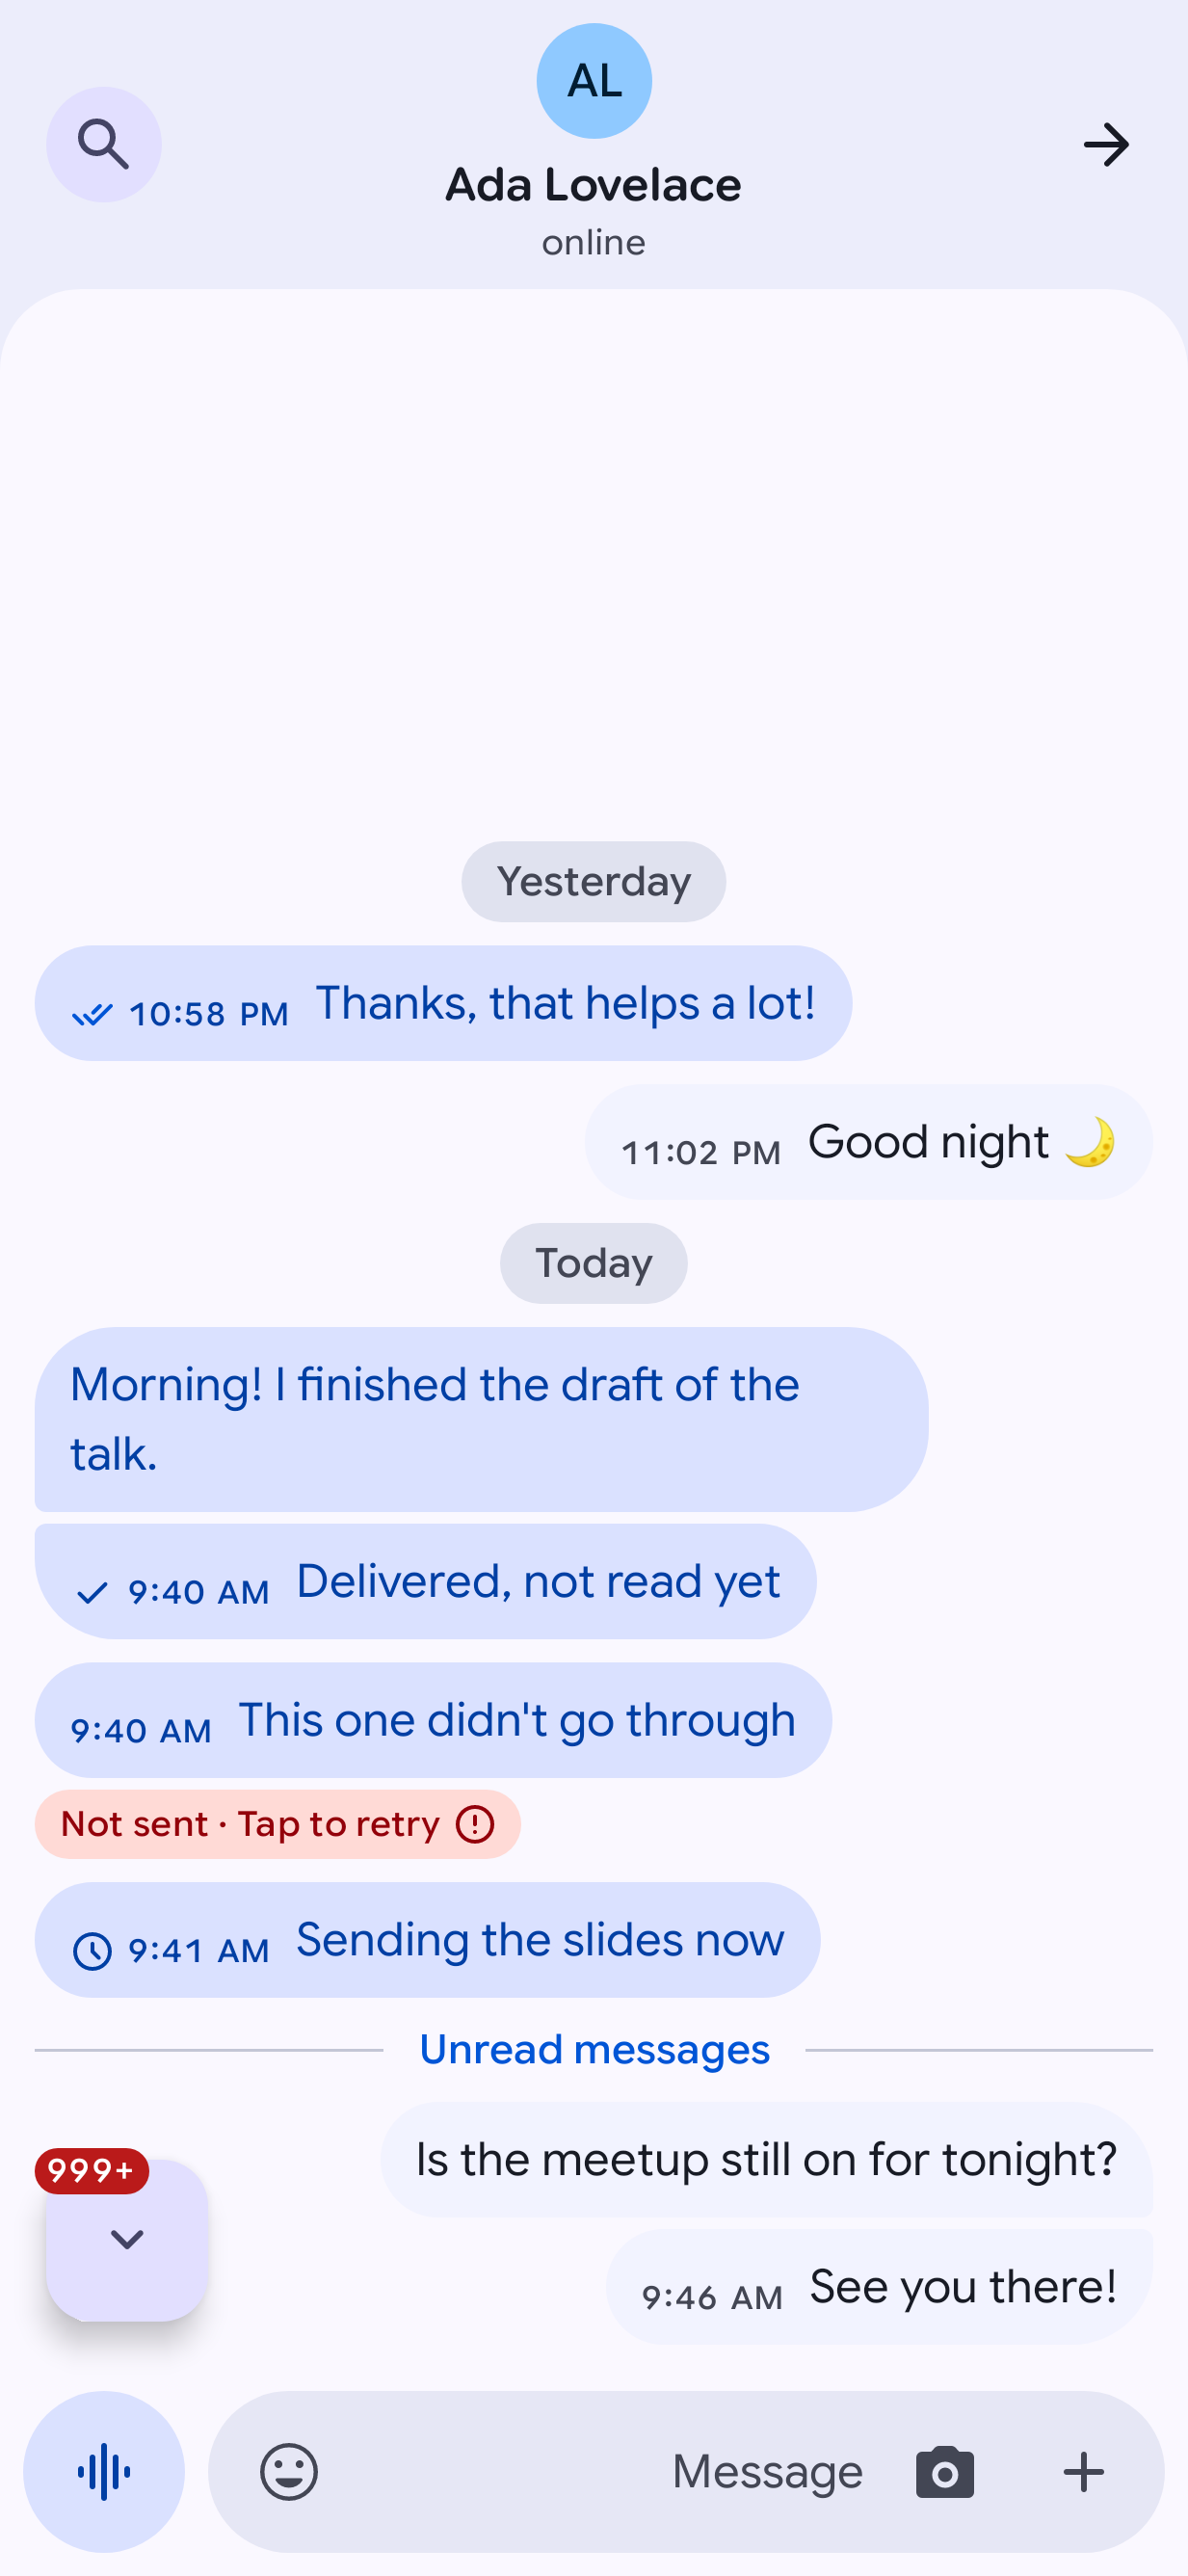 AL
Ada Lovelace
online
Yesterday
10:58 PM Thanks, that helps a lot!
11:02 PM Good night 🌛
Today
Morning! I finished the draft of the
talk.
9:40 AM Delivered, not read yet
9:40 AM This one didn't go through
Not sent · Tap to retry
9:41 AM Sending the slides now
Unread messages
Is the meetup still on for tonight?
999+
9:46 AM See you there!
Message